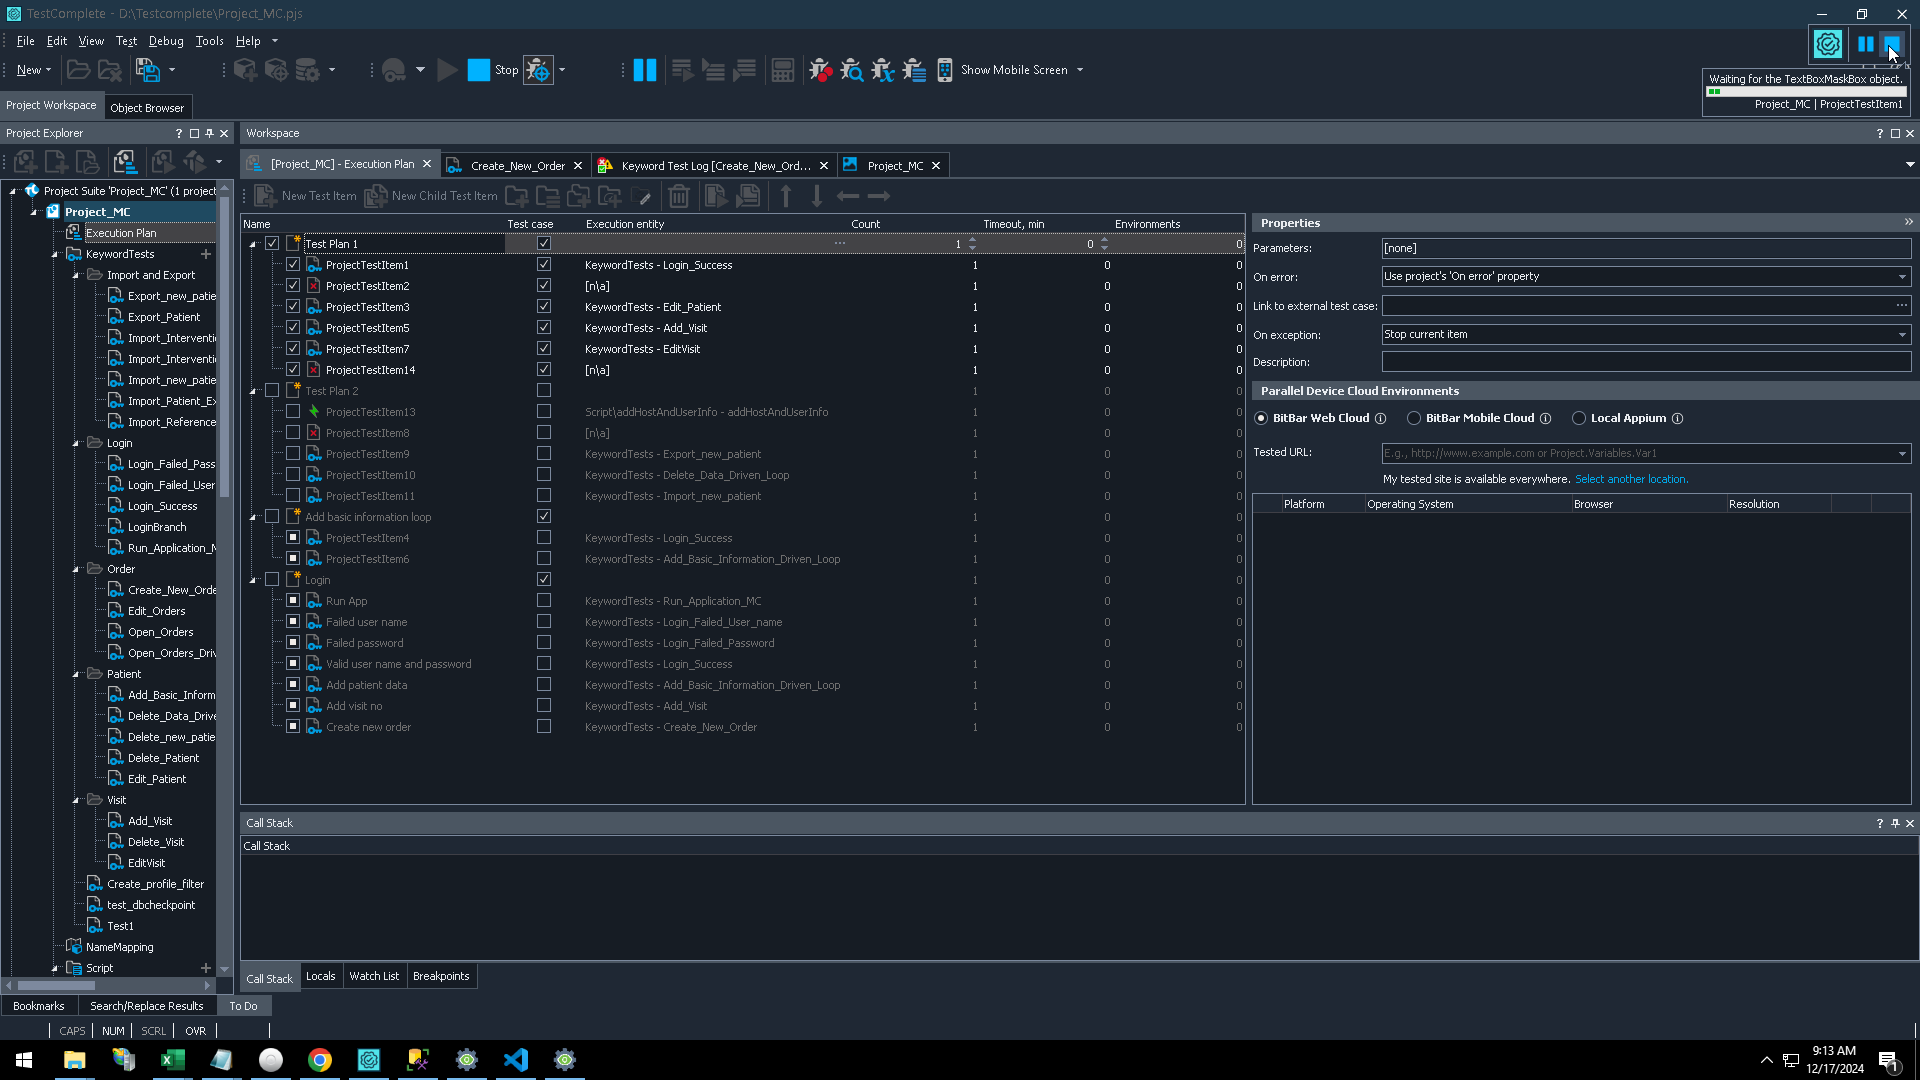 TestComplete - D:\Testcomplete\Project_MC.pjs
File Edit View Test Debug Tools Help
New
Stop
Show Mobile Screen
Waiting for the TextBoxMaskBox object.
Project_MC | ProjectTestItem1
Project Workspace
Object Browser
Project Explorer
Workspace
[Project_MC] - Execution Plan
Create_New_Order
Keyword Test Log [Create_New_Ord...
Project_MC
New Test Item
New Child Test Item
Project Suite 'Project_MC' (1 project
Project_MC
Execution Plan
KeywordTests
Import and Export
Export_new_patie
Export_Patient
Import_Interventi
Import_Interventi
Import_new_patie
Import_Patient_Ex
Import_Reference
Login
Login_Failed_Pass
Login_Failed_User
Login_Success
LoginBranch
Run_Application_M
Order
Create_New_Orde
Edit_Orders
Open_Orders
Open_Orders_Driv
Patient
Add_Basic_Inform
Delete_Data_Drive
Delete_new_patie
Delete_Patient
Edit_Patient
Visit
Add_Visit
Delete_Visit
EditVisit
Create_profile_filter
test_dbcheckpoint
Test1
NameMapping
Script
Name Test case Execution entity Count Timeout, min Environments
Test Plan 1 ... 1 0 0
ProjectTestItem1 KeywordTests - Login_Success 1 0 0
ProjectTestItem2 [n\a] 1 0 0
ProjectTestItem3 KeywordTests - Edit_Patient 1 0 0
ProjectTestItem5 KeywordTests - Add_Visit 1 0 0
ProjectTestItem7 KeywordTests - EditVisit 1 0 0
ProjectTestItem14 [n\a] 1 0 0
Test Plan 2 1 0 0
ProjectTestItem13 Script\addHostAndUserInfo - addHostAndUserInfo 1 0 0
ProjectTestItem8 [n\a] 1 0 0
ProjectTestItem9 KeywordTests - Export_new_patient 1 0 0
ProjectTestItem10 KeywordTests - Delete_Data_Driven_Loop 1 0 0
ProjectTestItem11 KeywordTests - Import_new_patient 1 0 0
Add basic information loop 1 0 0
ProjectTestItem4 KeywordTests - Login_Success 1 0 0
ProjectTestItem6 KeywordTests - Add_Basic_Information_Driven_Loop 1 0 0
Login 1 0 0
Run App KeywordTests - Run_Application_MC 1 0 0
Failed user name KeywordTests - Login_Failed_User_name 1 0 0
Failed password KeywordTests - Login_Failed_Password 1 0 0
Valid user name and password KeywordTests - Login_Success 1 0 0
Add patient data KeywordTests - Add_Basic_Information_Driven_Loop 1 0 0
Add visit no KeywordTests - Add_Visit 1 0 0
Create new order KeywordTests - Create_New_Order 1 0 0
Properties
Parameters: [none]
On error: Use project's 'On error' property
Link to external test case: ...
On exception: Stop current item
Description:
Parallel Device Cloud Environments
BitBar Web Cloud BitBar Mobile Cloud Local Appium
Tested URL: E.g., http://www.example.com or Project.Variables.Var1
My tested site is available everywhere. Select another location.
Platform Operating System Browser Resolution
Call Stack
Call Stack
Call Stack Locals Watch List Breakpoints
Bookmarks Search/Replace Results To Do
CAPS NUM SCRL OVR
9:13 AM
12/17/2024
1